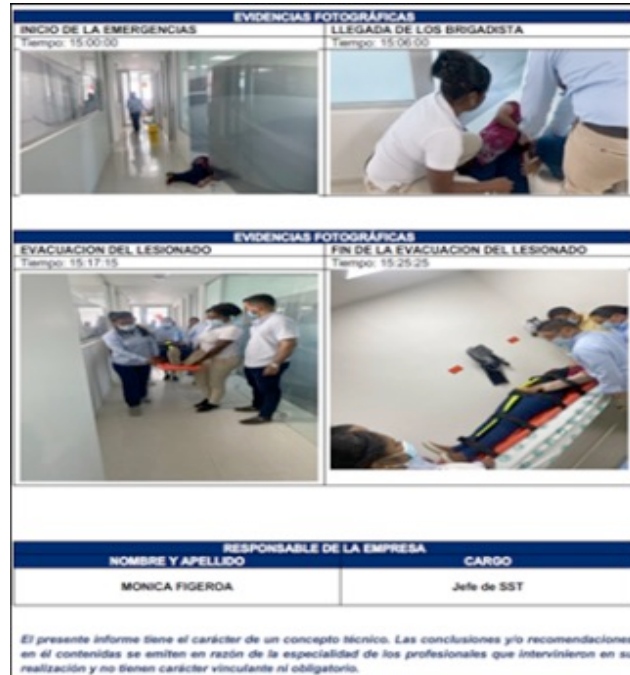 EVIDENCIAS FOTOGRÁFICAS
INICIO DE LA EMERGENCIAS
LLEGADA DE LOS BRIGADISTA
Tiempo: 15:00:00
Tiempo: 15:06:00
EVIDENCIAS FOTOGRÁFICAS
EVACUACION DEL LESIONADO
FIN DE LA EVACUACION DEL LESIONADO
Tiempo: 15:17:15
Tiempo: 15:25:25
RESPONSABLE DE LA EMPRESA
NOMBRE Y APELLIDO
CARGO
MONICA FIGEROA
Jefe de SST
El presente informe tiene el carácter de un concepto técnico. Las conclusiones y/o recomendaciones
en él contenidas se emiten en razón de la especialidad de los profesionales que intervinieron en su
realización y no tienen carácter vinculante ni obligatorio.